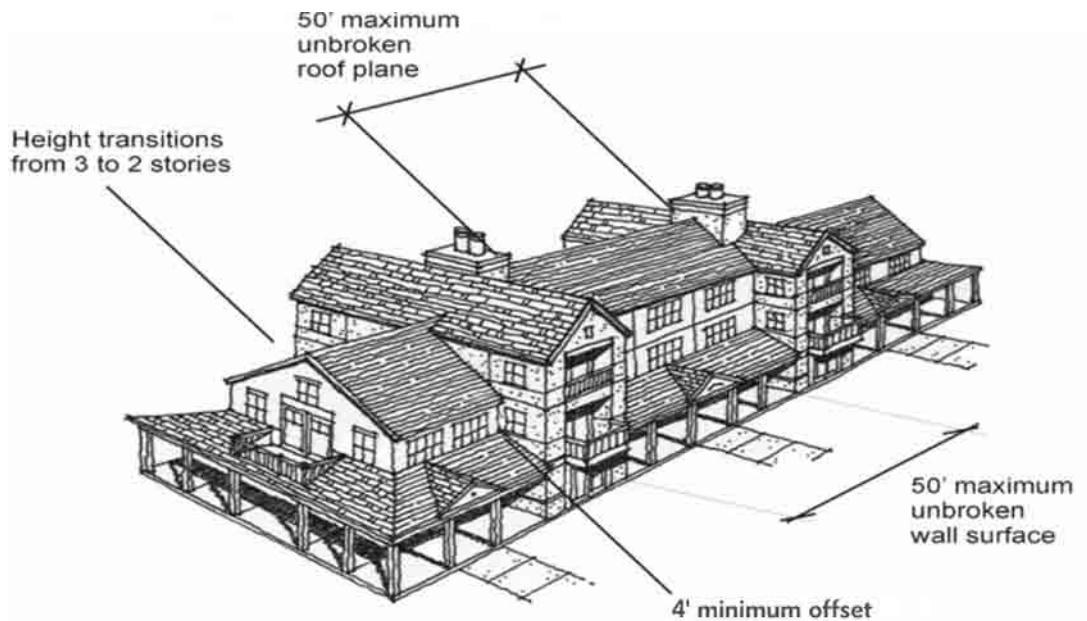 50’ maximum
unbroken
roof plane
Height transitions
from 3 to 2 stories
50’ maximum
unbroken
wall surface
4' minimum offset